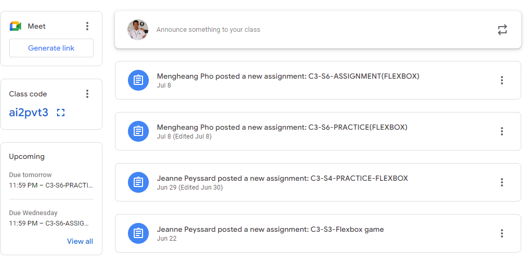 Meet
Generate link
Class code
ai2pvt3
Upcoming
Due tomorrow
11:59 PM – C3-S6-PRACTI...
Due Wednesday
11:59 PM – C3-S6-ASSIG...
View all
Announce something to your class
Mengheang Pho posted a new assignment: C3-S6-ASSIGNMENT(FLEXBOX)
Jul 8
Mengheang Pho posted a new assignment: C3-S6-PRACTICE(FLEXBOX)
Jul 8 (Edited Jul 8)
Jeanne Peyssard posted a new assignment: C3-S4-PRACTICE-FLEXBOX
Jun 29 (Edited Jun 30)
Jeanne Peyssard posted a new assignment: C3-S3-Flexbox game
Jun 22